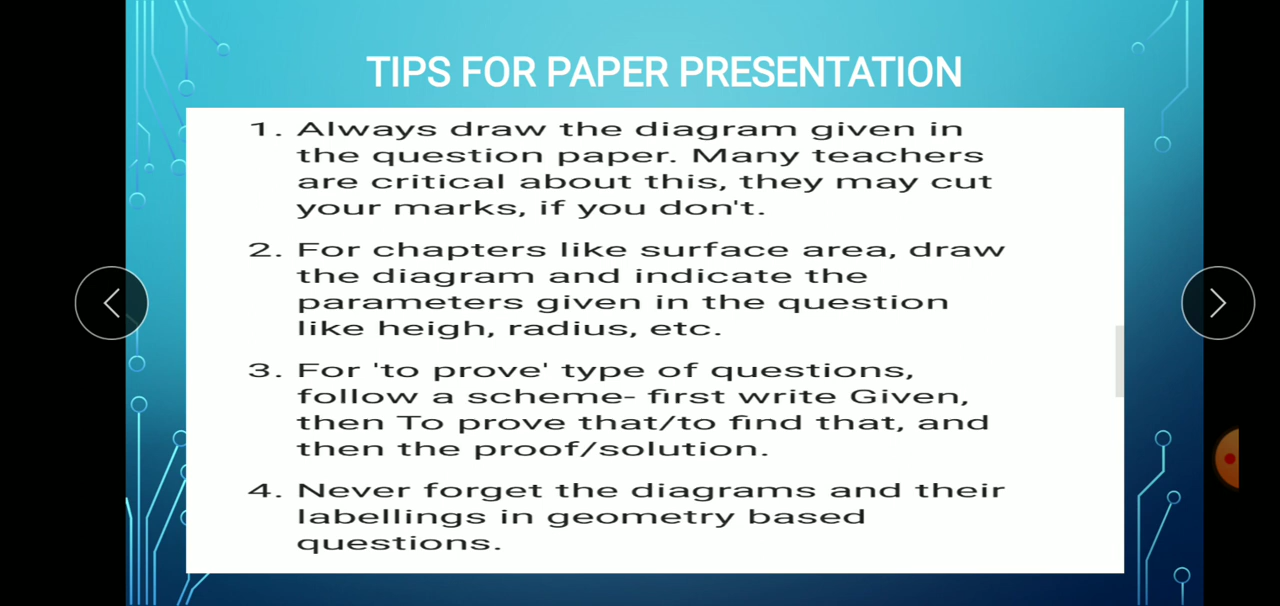 TIPS FOR PAPER PRESENTATION
1. Always draw the diagram given in
the question paper. Many teachers
are critical about this, they may cut
your marks, if you don't.
2. For chapters like surface area, draw
the diagram and indicate the
parameters given in the question
like heigh, radius, etc.
3. For 'to prove' type of questions,
follow a scheme- first write Given,
then To prove that/to find that, and
then the proof/solution.
4. Never forget the diagrams and their
labellings in geometry based
questions.